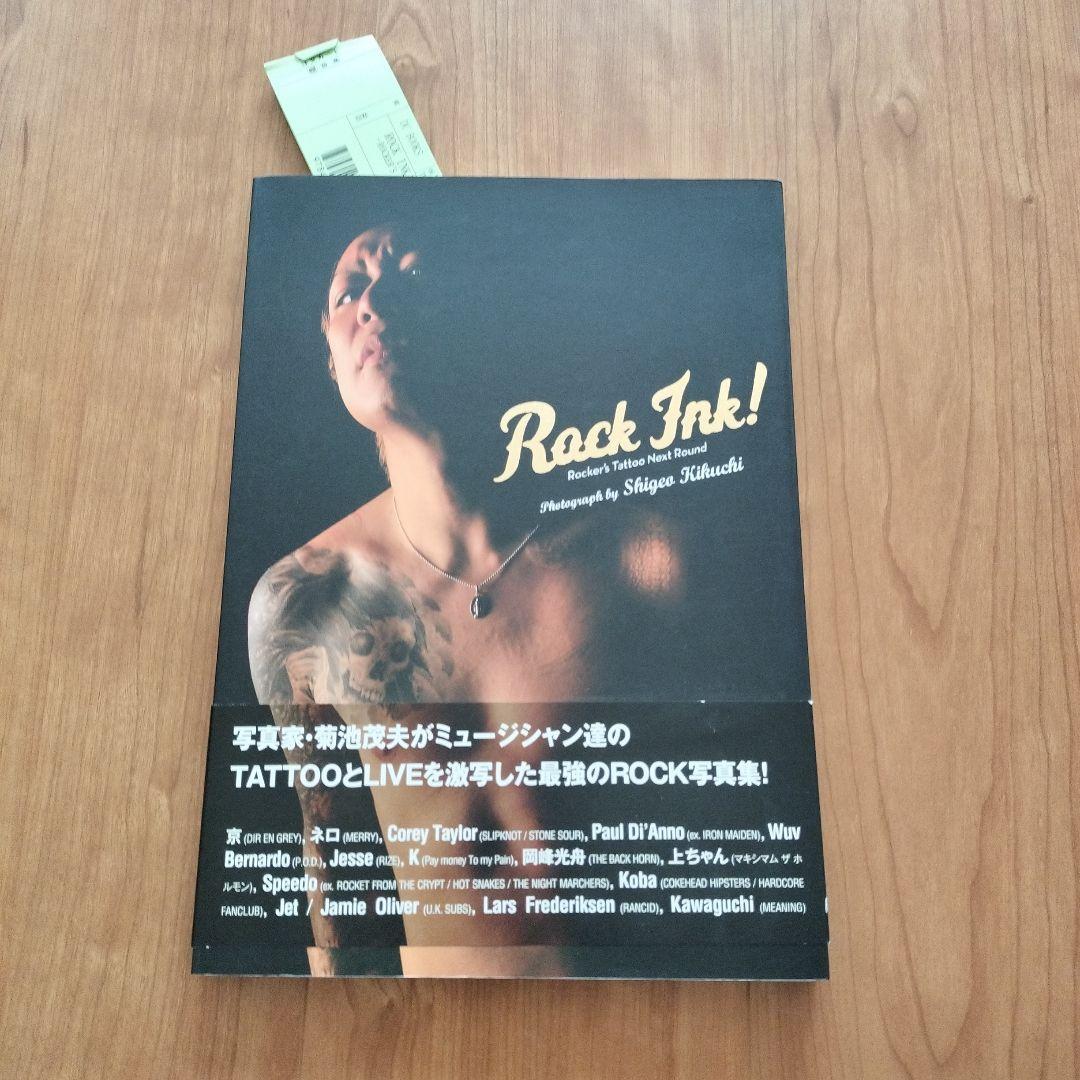 DU BOOKS
ROCK INK
Rock Ink!
Rocker's Tattoo Next Round
Photograph by Shigeo Kikuchi
写真家・菊池茂夫がミュージシャン達の
TATTOOとLIVEを激写した最強のROCK写真集!
京(DIR EN GREY), ネロ(MERRY), Corey Taylor(SLIPKNOT / STONE SOUR), Paul Di'Anno(ex. IRON MAIDEN), Wuv
Bernardo(P.O.D.), Jesse(RIZE), K(Pay money To my Pain), 岡峰光舟(THE BACK HORN), 上ちゃん(マキシマム ザ ホ
ルモン), Speedo(ex. ROCKET FROM THE CRYPT / HOT SNAKES / THE NIGHT MARCHERS), Koba(COKEHEAD HIPSTERS / HARDCORE
FANCLUB), Jet / Jamie Oliver(U.K. SUBS), Lars Frederiksen(RANCID), Kawaguchi(MEANING)